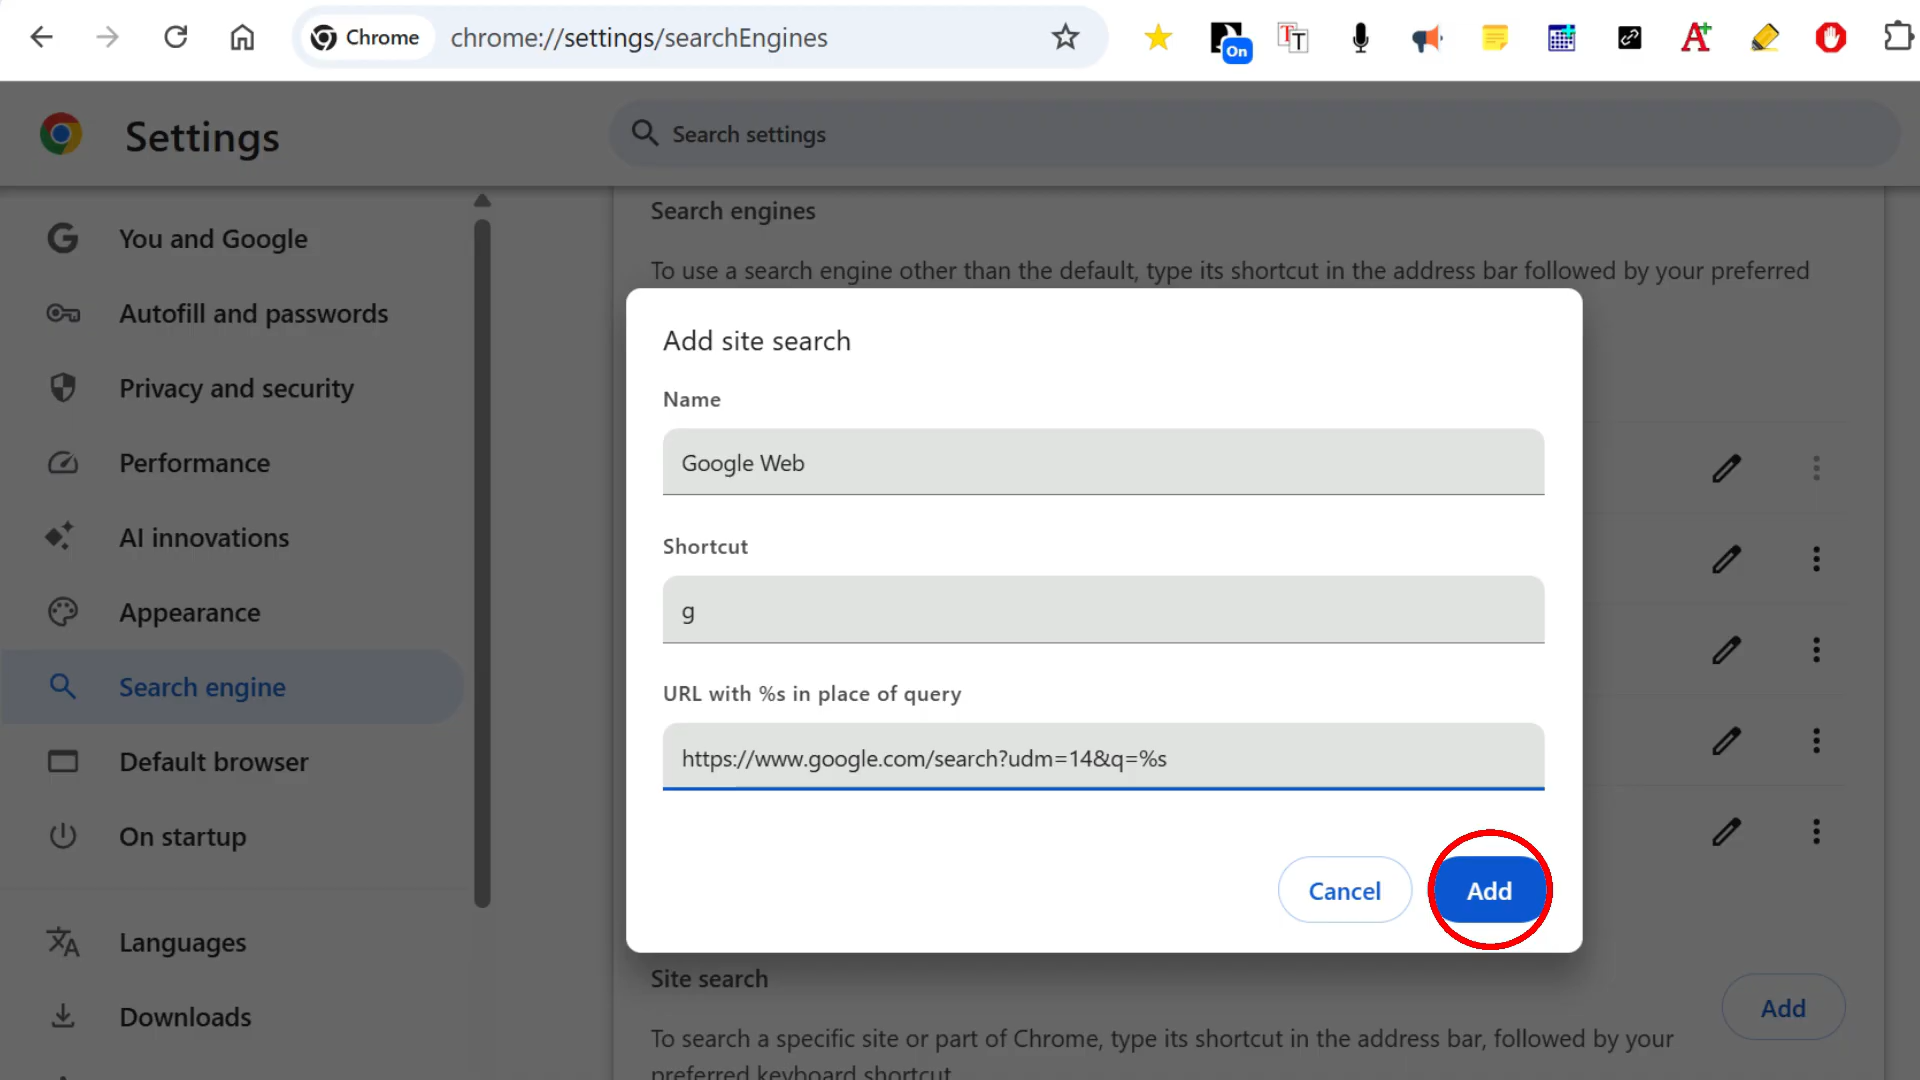 Chrome
chrome://settings/searchEngines
On
Settings
Search settings
You and Google
Autofill and passwords
Privacy and security
Performance
AI innovations
Appearance
Search engine
Default browser
On startup
Languages
Downloads
Search engines
To use a search engine other than the default, type its shortcut in the address bar followed by your preferred
Add site search
Name
Google Web
Shortcut
g
URL with %s in place of query
https://www.google.com/search?udm=14&q=%s
Cancel
Add
Site search
Add
To search a specific site or part of Chrome, type its shortcut in the address bar, followed by your
preferred keyboard shortcut